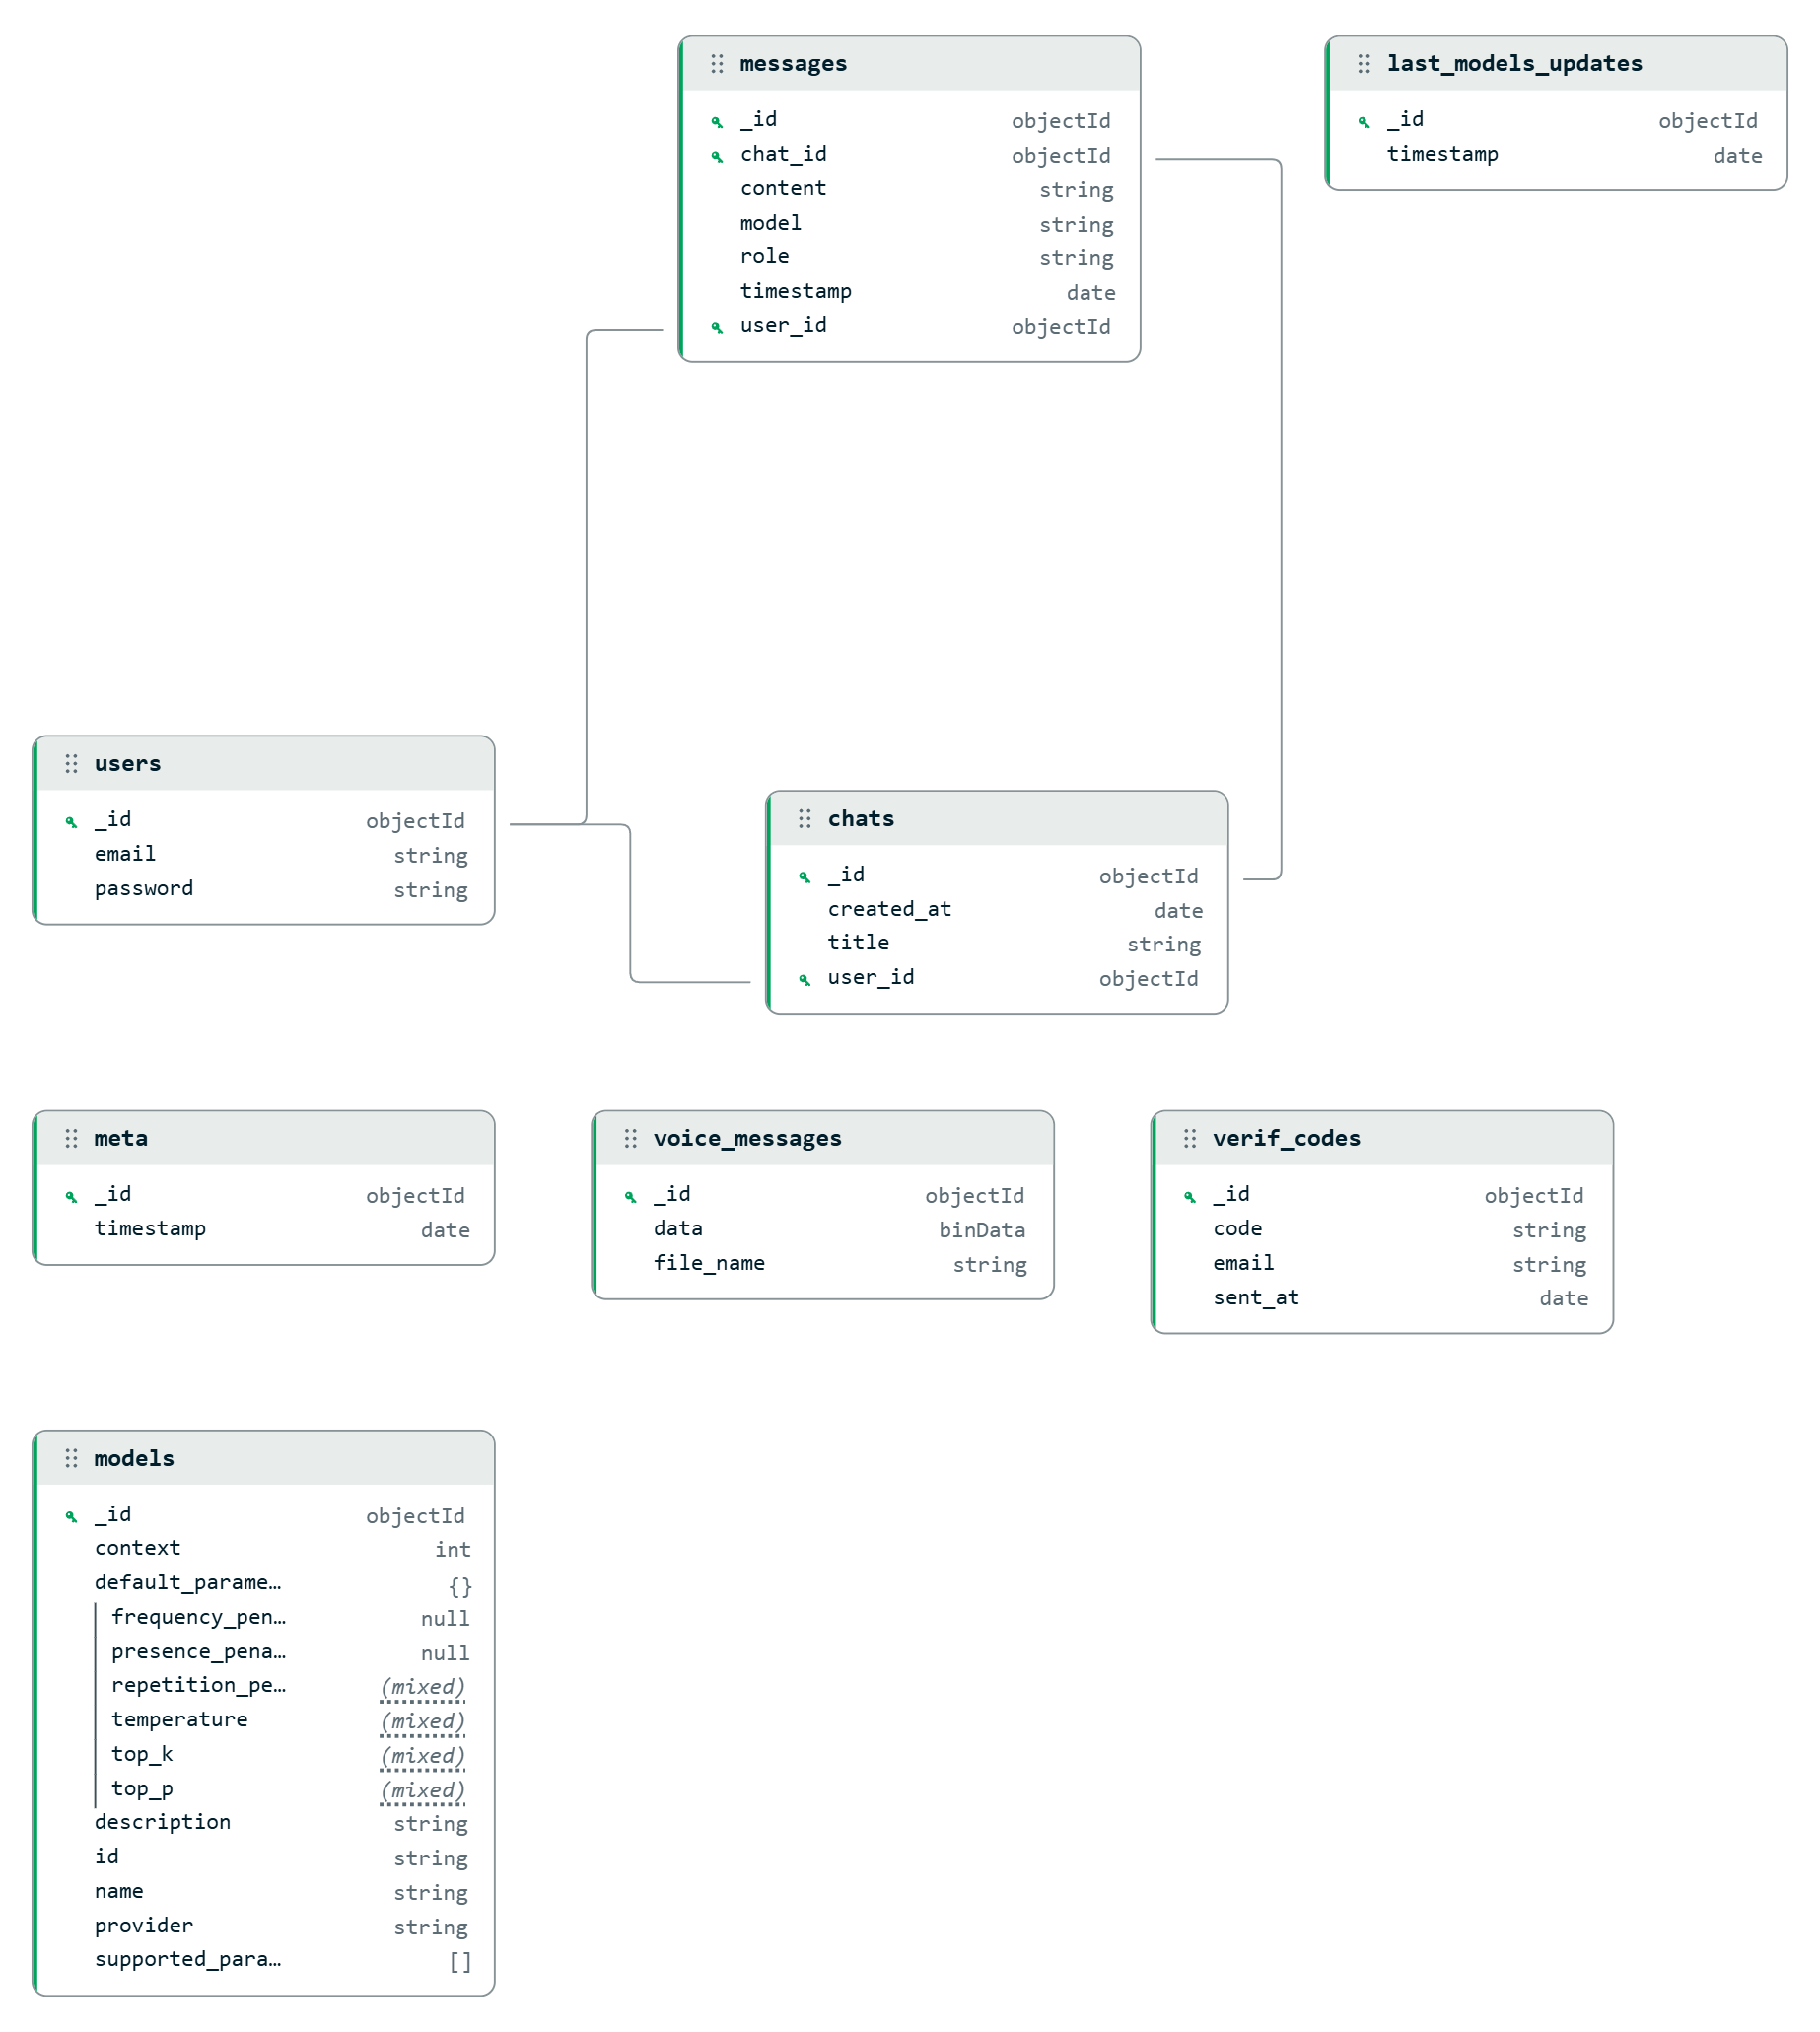 messages
_id objectId
chat_id objectId
content string
model string
role string
timestamp date
user_id objectId
last_models_updates
_id objectId
timestamp date
users
_id objectId
email string
password string
chats
_id objectId
created_at date
title string
user_id objectId
meta
_id objectId
timestamp date
voice_messages
_id objectId
data binData
file_name string
verif_codes
_id objectId
code string
email string
sent_at date
models
_id objectId
context int
default_parame… {}
frequency_pen… null
presence_pena… null
repetition_pe… (mixed)
temperature (mixed)
top_k (mixed)
top_p (mixed)
description string
id string
name string
provider string
supported_para… []